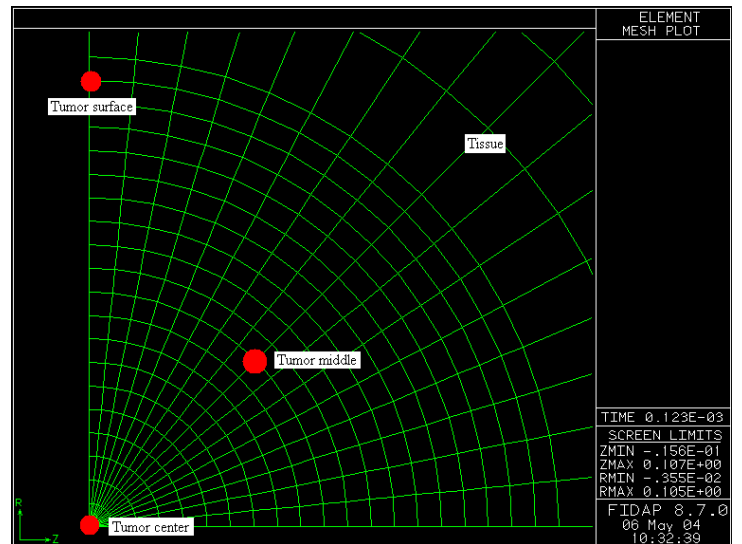 ELEMENT
MESH PLOT
Tumor surface
Tissue
Tumor middle
Tumor center
R
Z
TIME 0.123E-03
SCREEN LIMITS
ZMIN -.156E-01
ZMAX 0.107E+00
RMIN -.355E-02
RMAX 0.105E+00
FIDAP 8.7.0
06 May 04
10:32:39